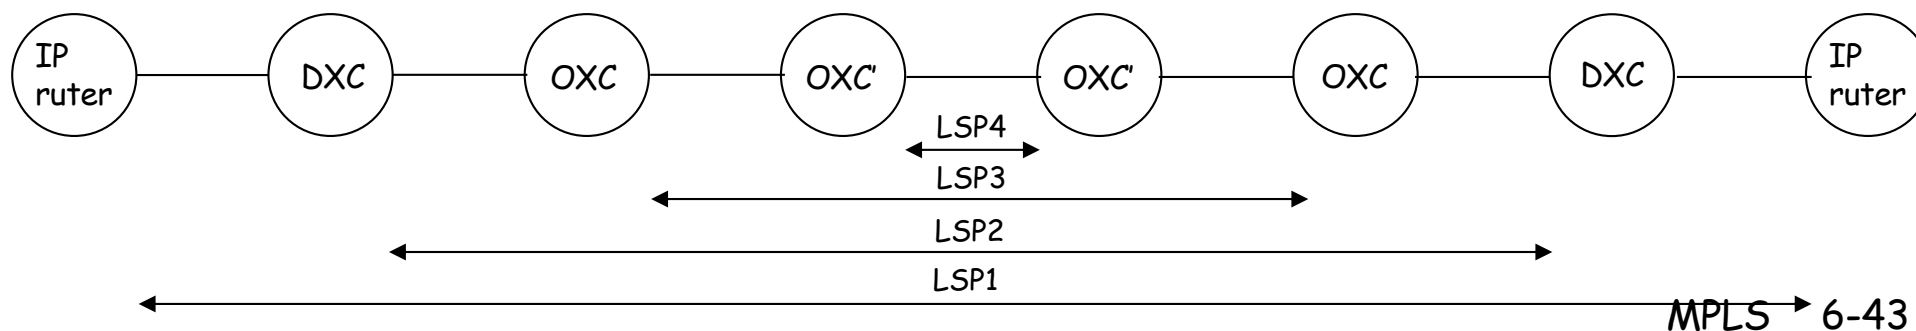 IP
ruter
DXC
OXC
OXC'
OXC'
OXC
DXC
IP
ruter
LSP4
LSP3
LSP2
LSP1
MPLS 6-43